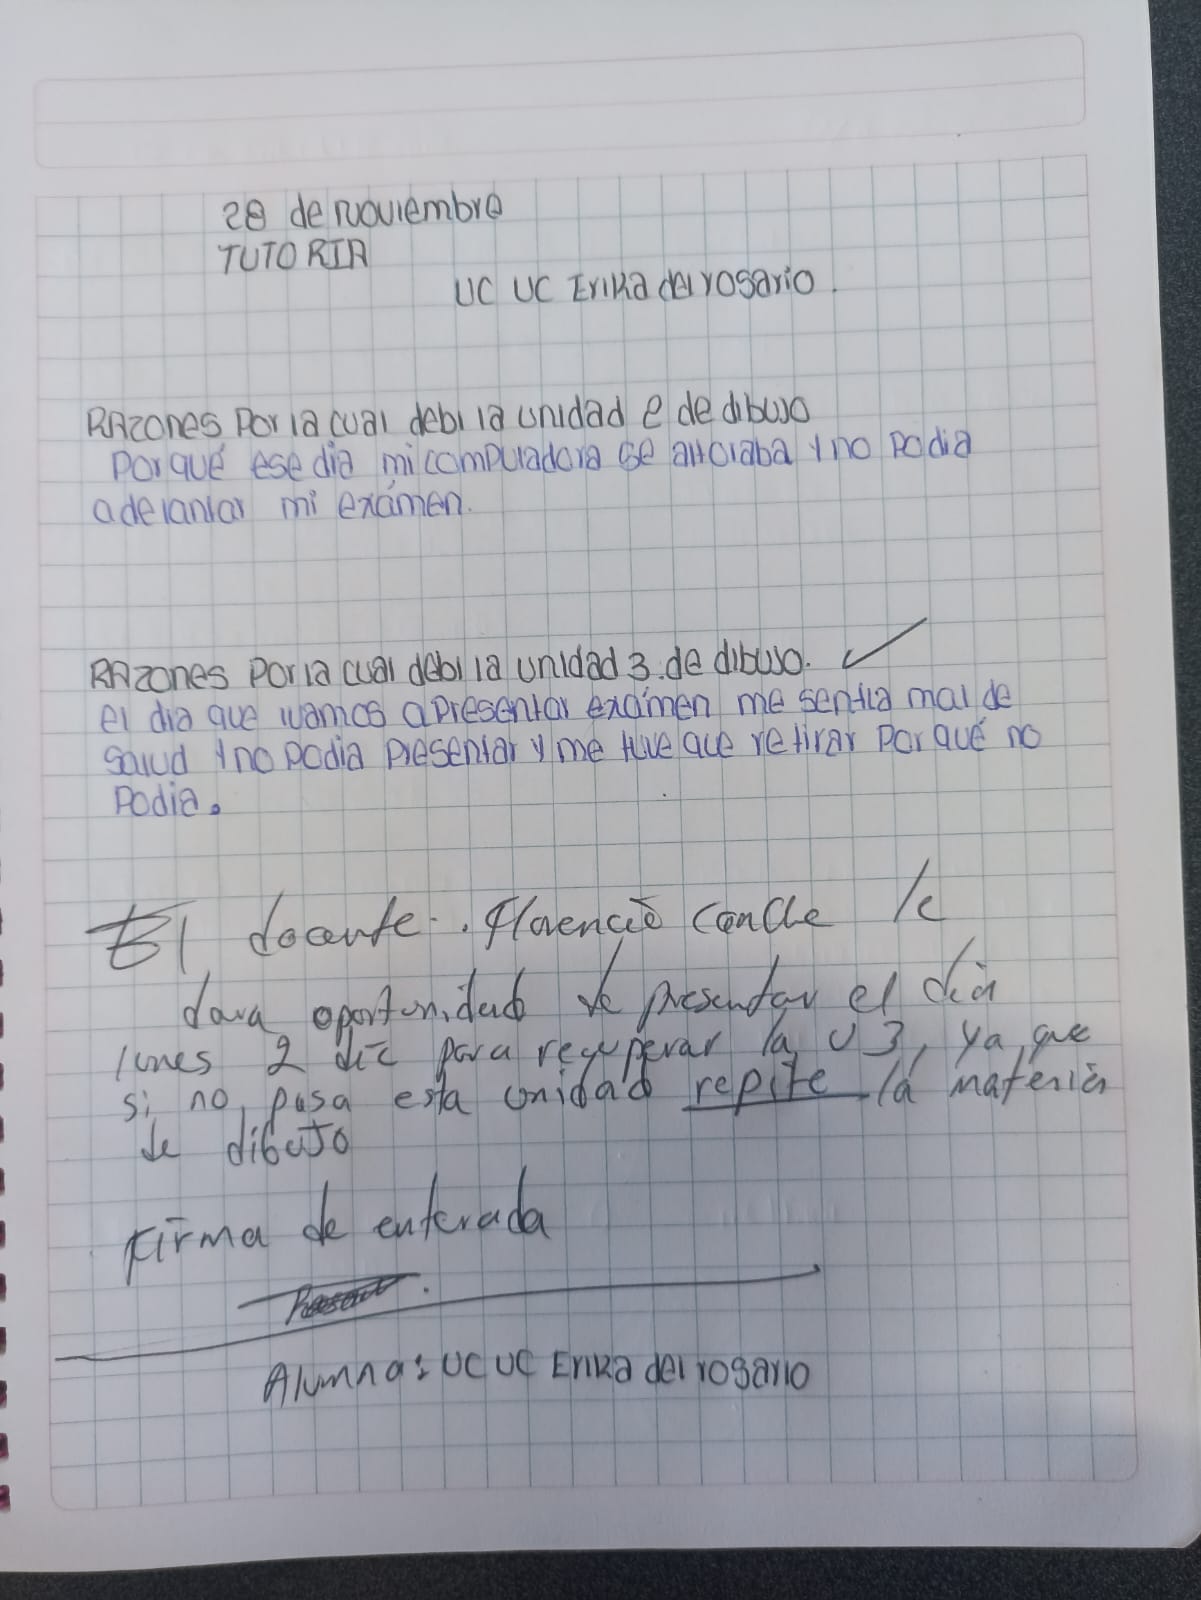 28 de noviembre
TUTORIA
UC UC Erika del rosario.
RAZONES Por la cual debi la unidad 2 de dibujo
Porqué ese dia mi computadora se attoraba y no Podia
adelantar mi exámen.
RAZONES Por la cual debi la unidad 3. de dibujo.
el dia que ivamos a Presentar exámen me sentia mal de
salud y no Podia Presentar y me tuve que retirar Por qué no
Podia.
El docente. Florencio Canche le
dara oportunidad de presentar el día
lunes 2 dic para recuperar la U3, ya que
si no pasa esta unidad repite la materia
de dibujo
Firma de enterada
Alumna: UC UC Erika del rosario